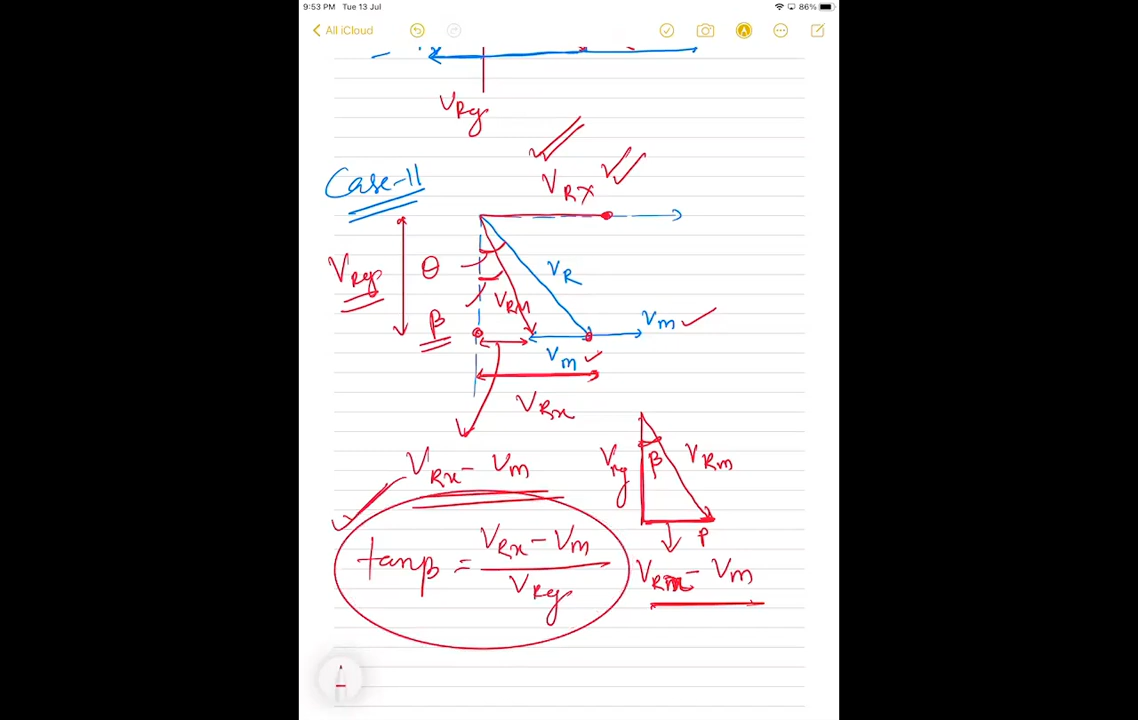 9:53 PM Tue 13 Jul
86%
All iCloud
VRy
Case-II
VRX
VRy
θ
VR
VRM
β
Vm
Vm
VRx
VRx - Vm
Vry
β
VRm
P
tanβ = VRx - Vm / VRy
- Vm